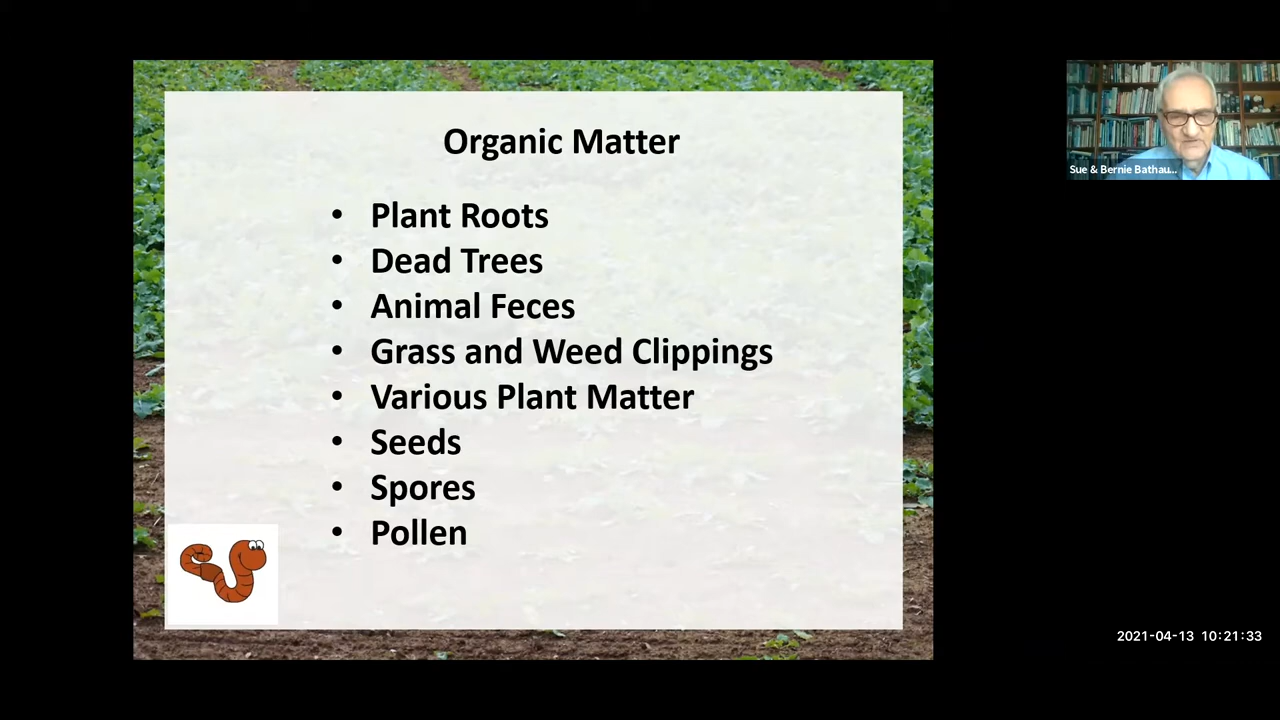 Organic Matter
• Plant Roots
• Dead Trees
• Animal Feces
• Grass and Weed Clippings
• Various Plant Matter
• Seeds
• Spores
• Pollen
Sue & Bernie Bathau...
2021-04-13 10:21:33